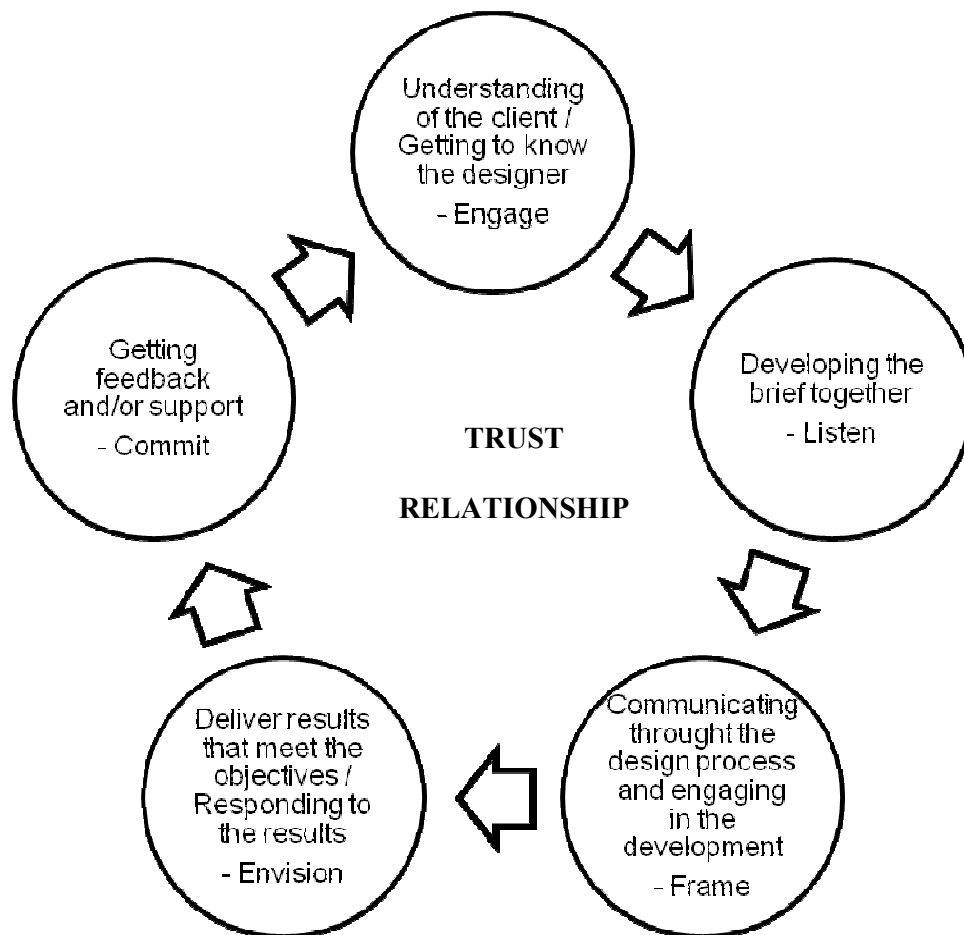 Understanding
of the client /
Getting to know
the designer
- Engage
Developing the
brief together
- Listen
Communicating
throught the
design process
and engaging
in the
development
- Frame
Deliver results
that meet the
objectives /
Responding to
the results
- Envision
Getting
feedback
and/or support
- Commit
TRUST
RELATIONSHIP